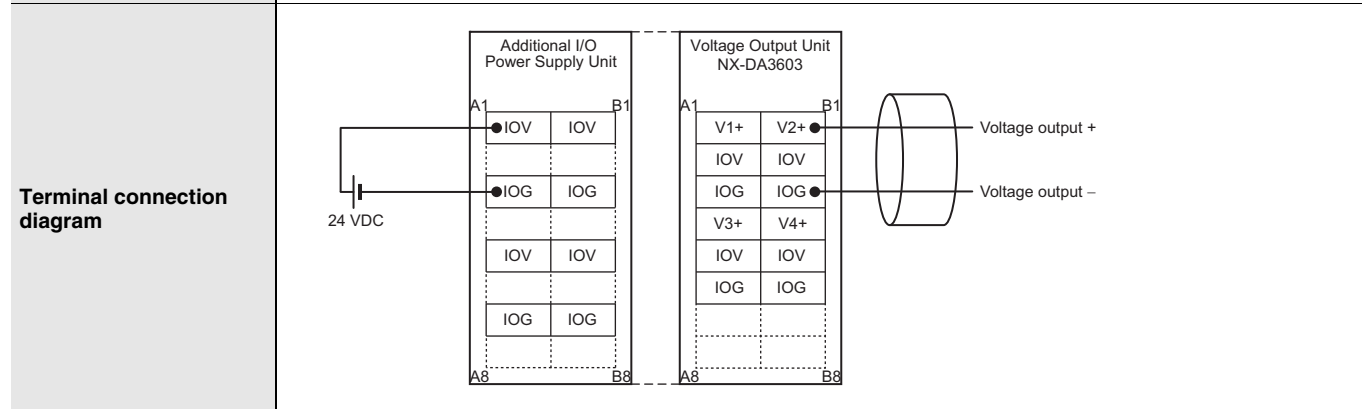 Terminal connection
diagram
Additional I/O
Power Supply Unit
A1 B1
IOV IOV
IOG IOG
IOV IOV
IOG IOG
A8 B8
24 VDC
Voltage Output Unit
NX-DA3603
A1 B1
V1+ V2+
IOV IOV
IOG IOG
V3+ V4+
IOV IOV
IOG IOG
A8 B8
Voltage output +
Voltage output −